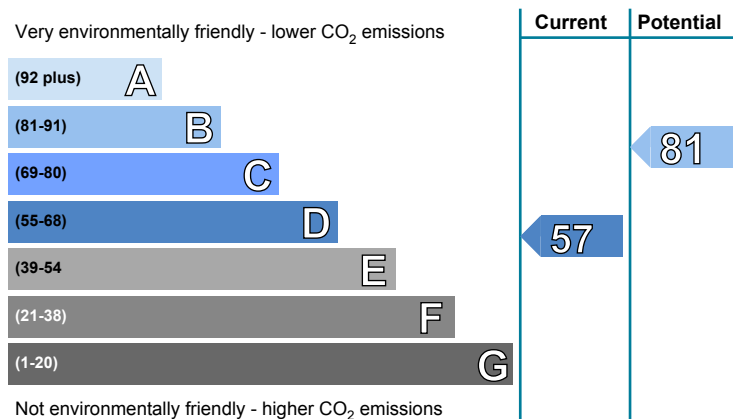 Current Potential
Very environmentally friendly - lower CO2 emissions
(92 plus) A
(81-91) B
81
(69-80) C
(55-68) D
57
(39-54 E
(21-38) F
(1-20) G
Not environmentally friendly - higher CO2 emissions